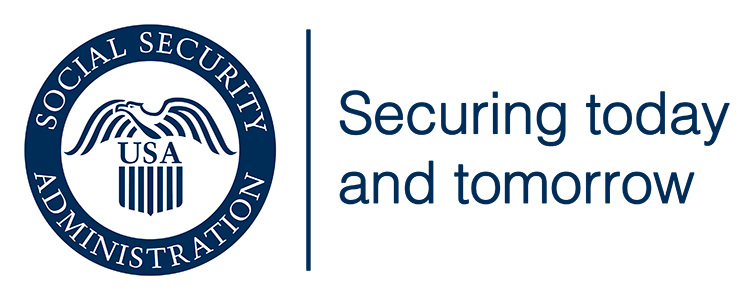 SOCIAL SECURITY
ADMINISTRATION
USA
Securing today
and tomorrow